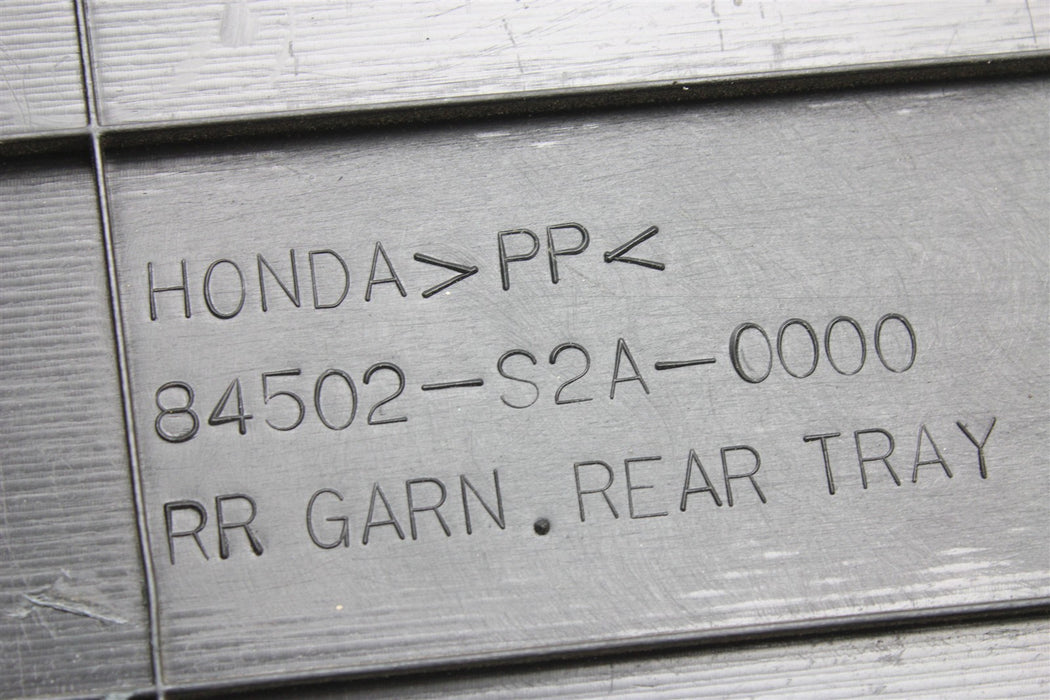 HONDA>PP<
84502-S2A-0000
RR GARN.REAR TRAY